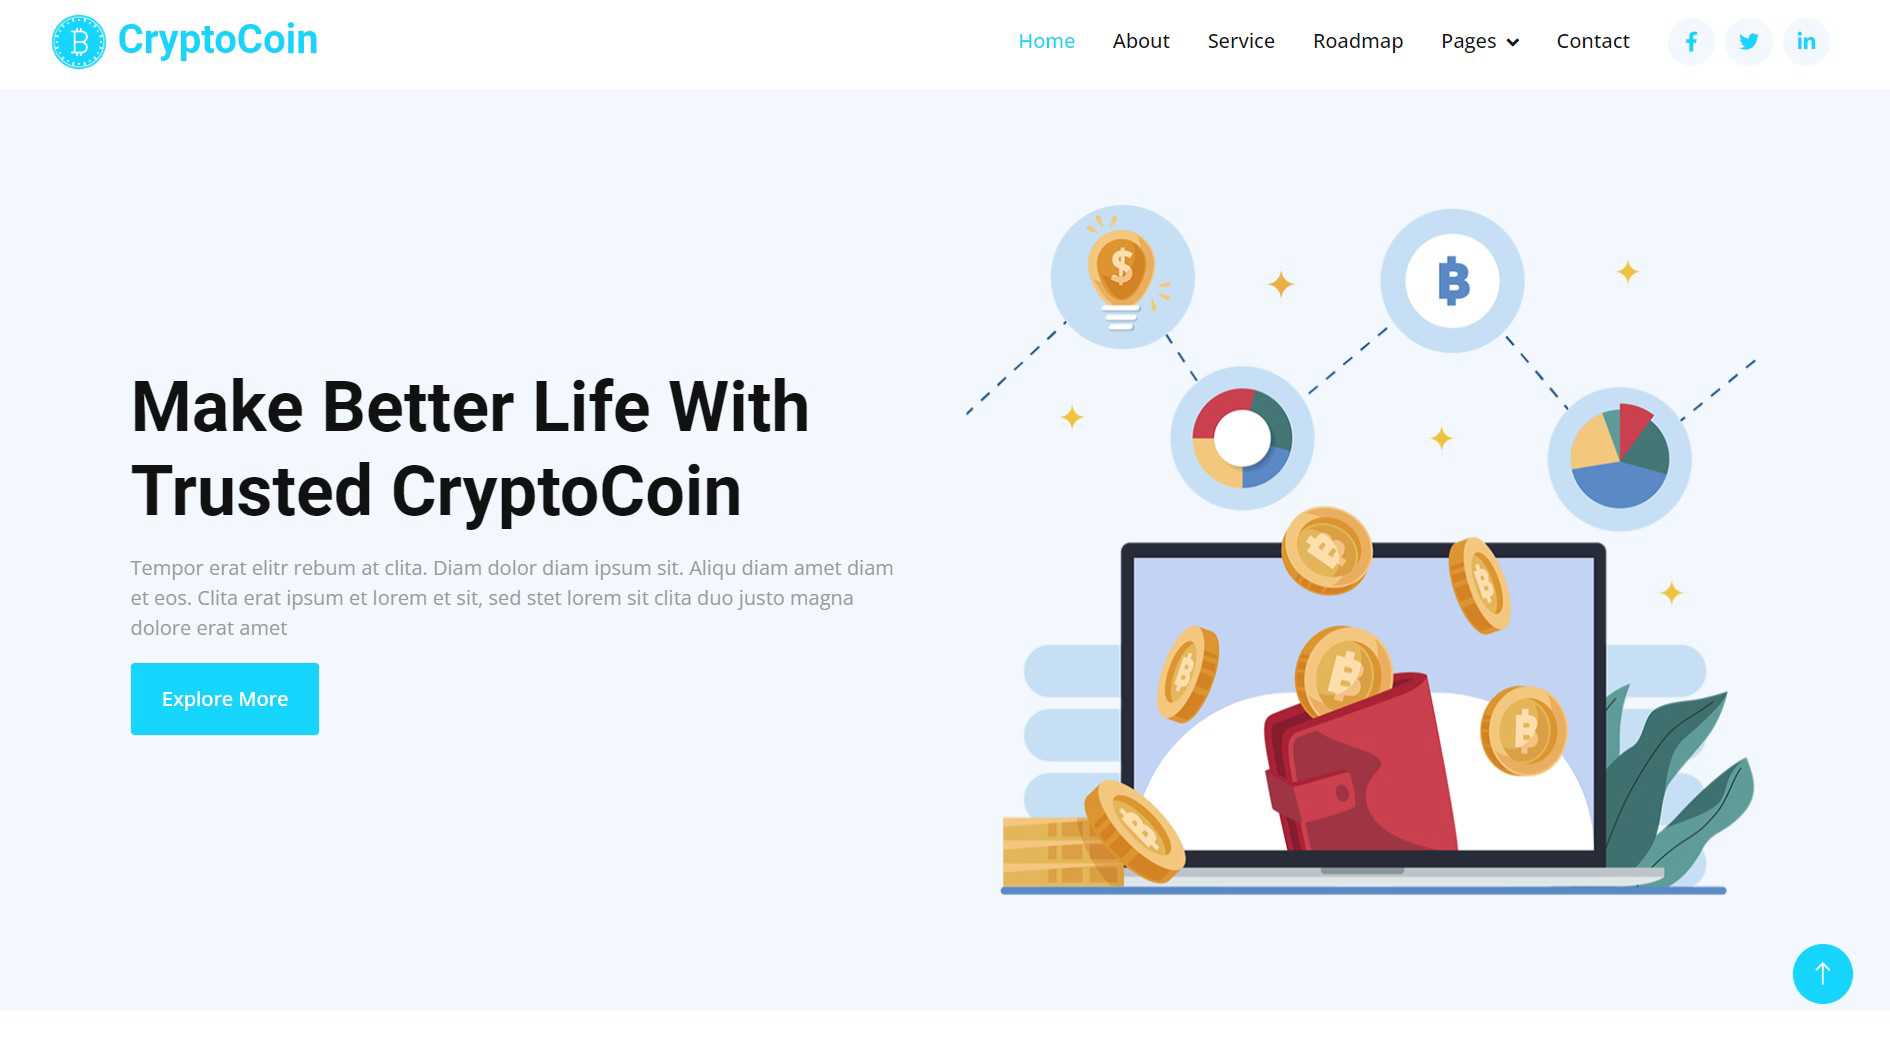 CryptoCoin
Home About Service Roadmap Pages Contact
Make Better Life With
Trusted CryptoCoin
Tempor erat elitr rebum at clita. Diam dolor diam ipsum sit. Aliqu diam amet diam
et eos. Clita erat ipsum et lorem et sit, sed stet lorem sit clita duo justo magna
dolore erat amet
Explore More